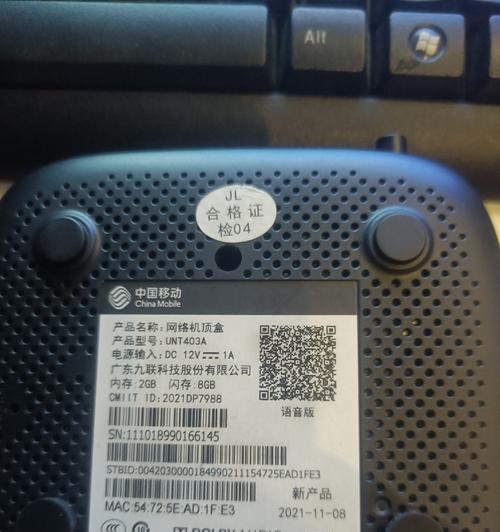 Alt
JL
合格证
检04
中国移动
China Mobile
产品名称: 网络机顶盒
产品型号: UNT403A
电源输入: DC 12V⎓1A
广东九联科技股份有限公司
内存:2GB 闪存:8GB
CMIIT ID:2021DP7988
语音版
SN:111018990166145
STBID:004203000018499021115472​5EAD1FE3
新产品
MAC:54:72:5E:AD:1F:E3
2021-11-08